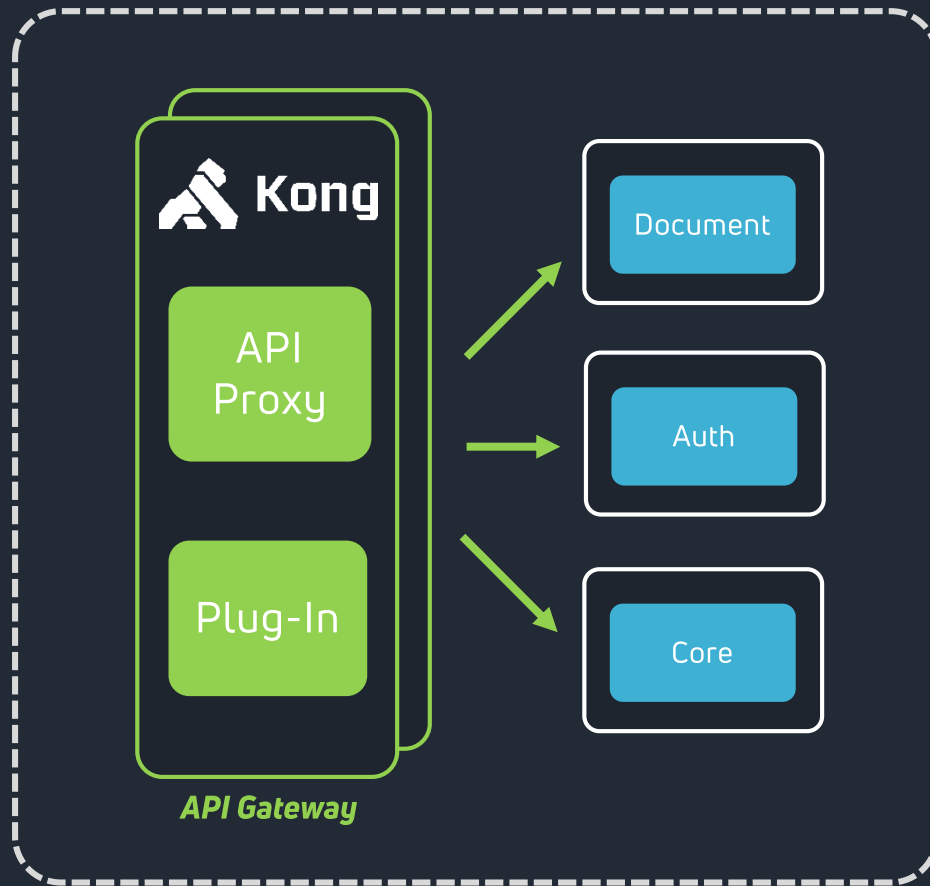 Kong
API
Proxy
Plug-In
API Gateway
Document
Auth
Core